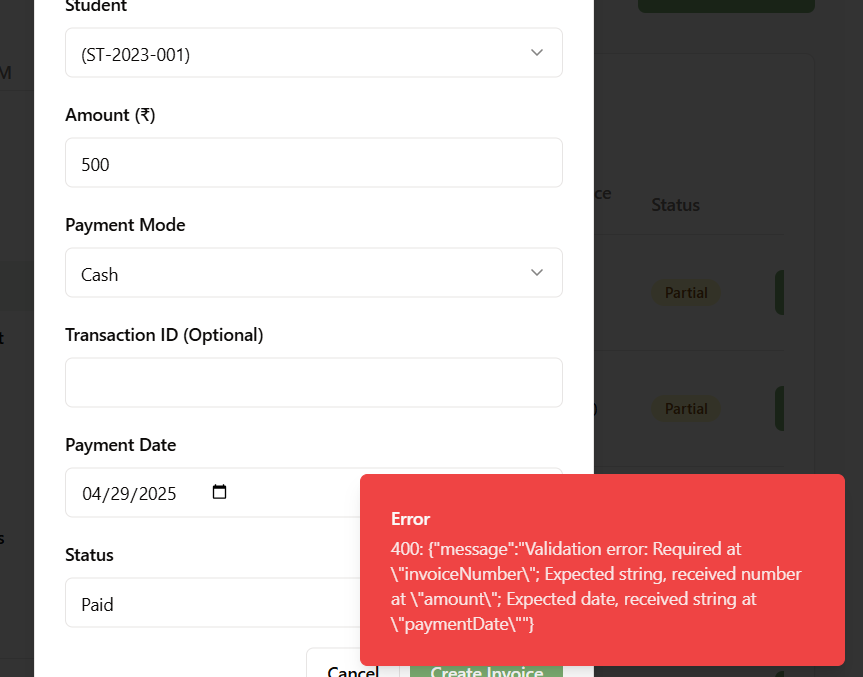 Student
(ST-2023-001)
Amount (₹)
500
Payment Mode
Cash
Transaction ID (Optional)
Payment Date
04/29/2025
Status
Paid
Cancel
Create Invoice
Error
400: {"message":"Validation error: Required at
\"invoiceNumber\"; Expected string, received number
at \"amount\"; Expected date, received string at
\"paymentDate\""}
M
ce
Status
Partial
t
Partial
)
s